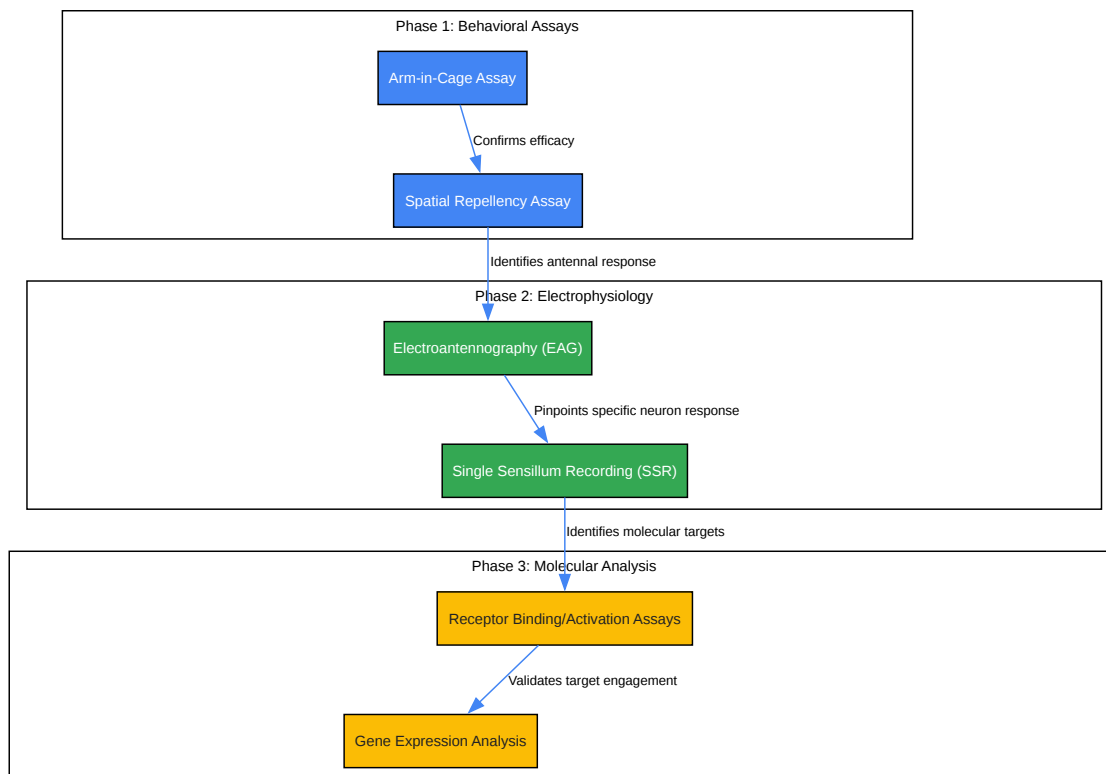 Phase 1: Behavioral Assays
Arm-in-Cage Assay
Confirms efficacy
Spatial Repellency Assay
Identifies antennal response
Phase 2: Electrophysiology
Electroantennography (EAG)
Pinpoints specific neuron response
Single Sensillum Recording (SSR)
Identifies molecular targets
Phase 3: Molecular Analysis
Receptor Binding/Activation Assays
Validates target engagement
Gene Expression Analysis